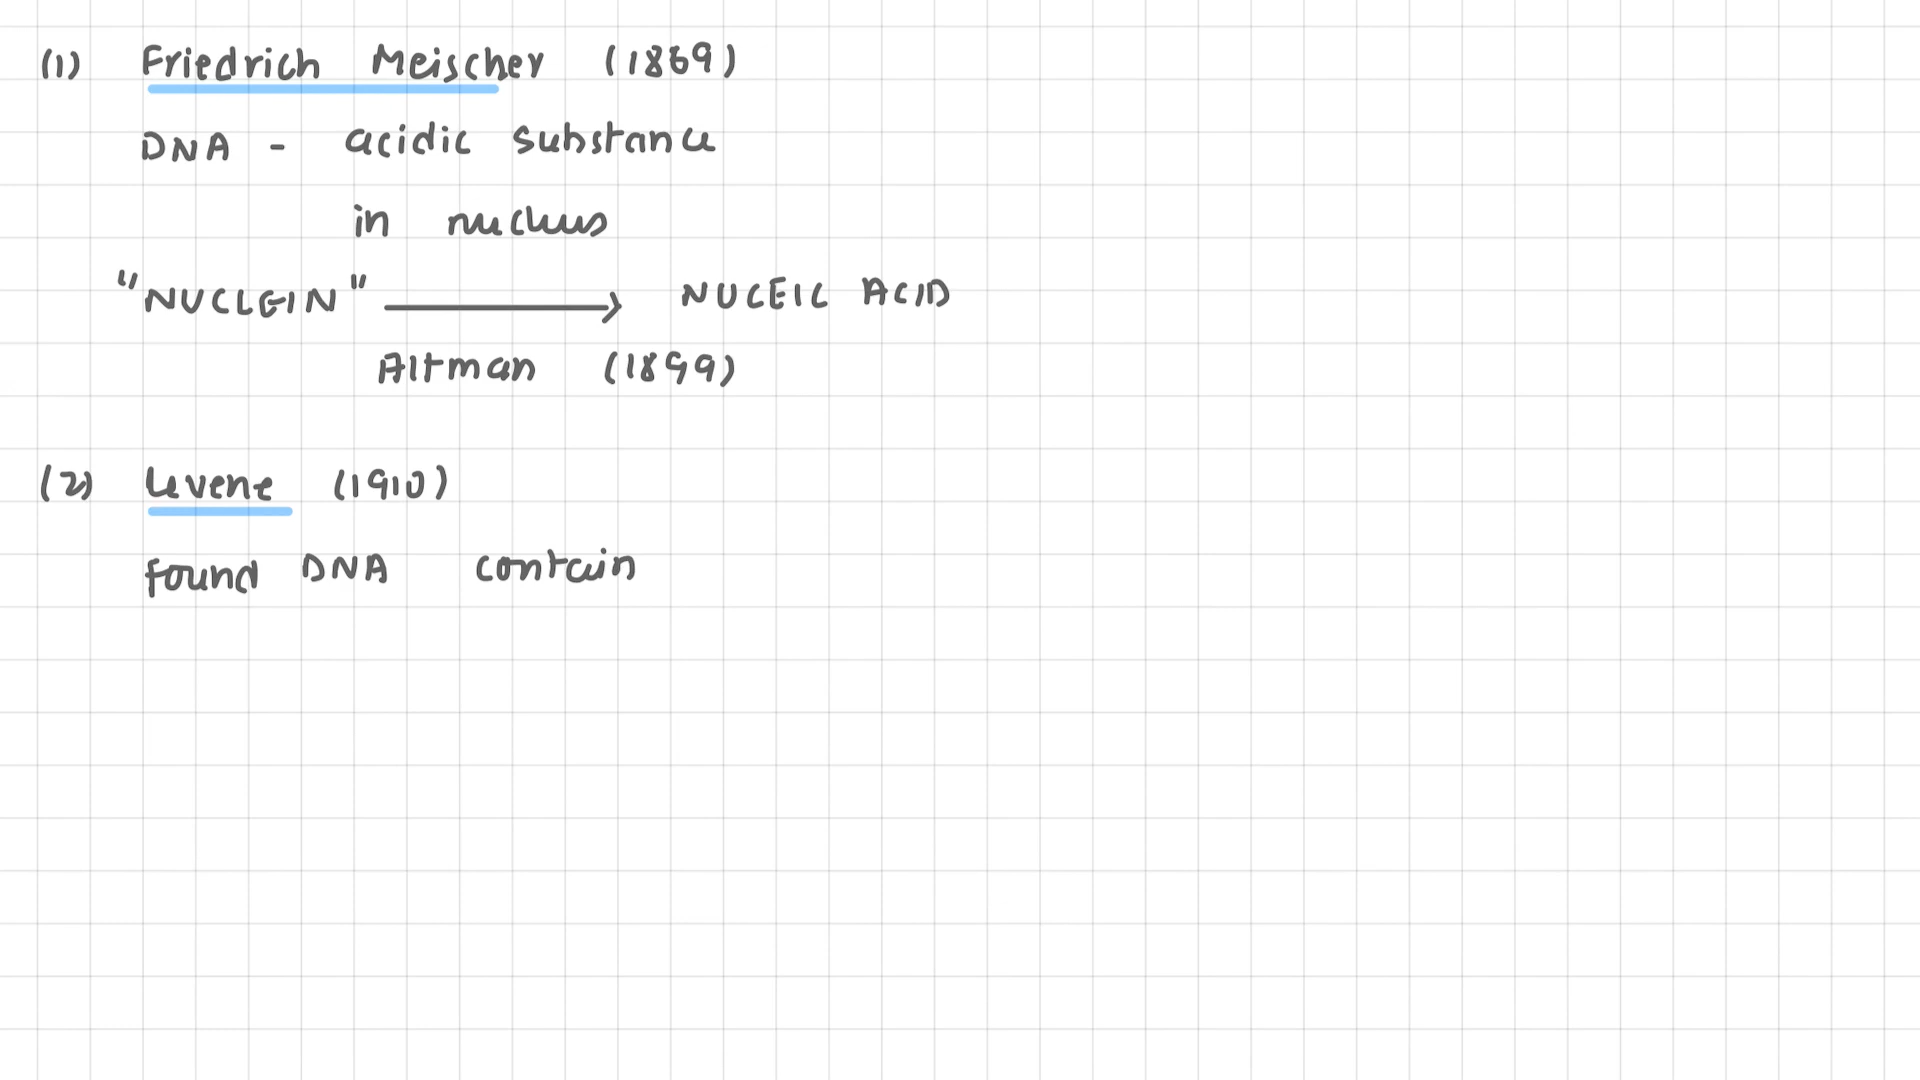 (1) Friedrich Meischer (1869)
DNA - acidic substance
in nucleus
"NUCLEIN" → NUCEIC ACID
Altman (1899)
(2) Levene (1910)
found DNA contain